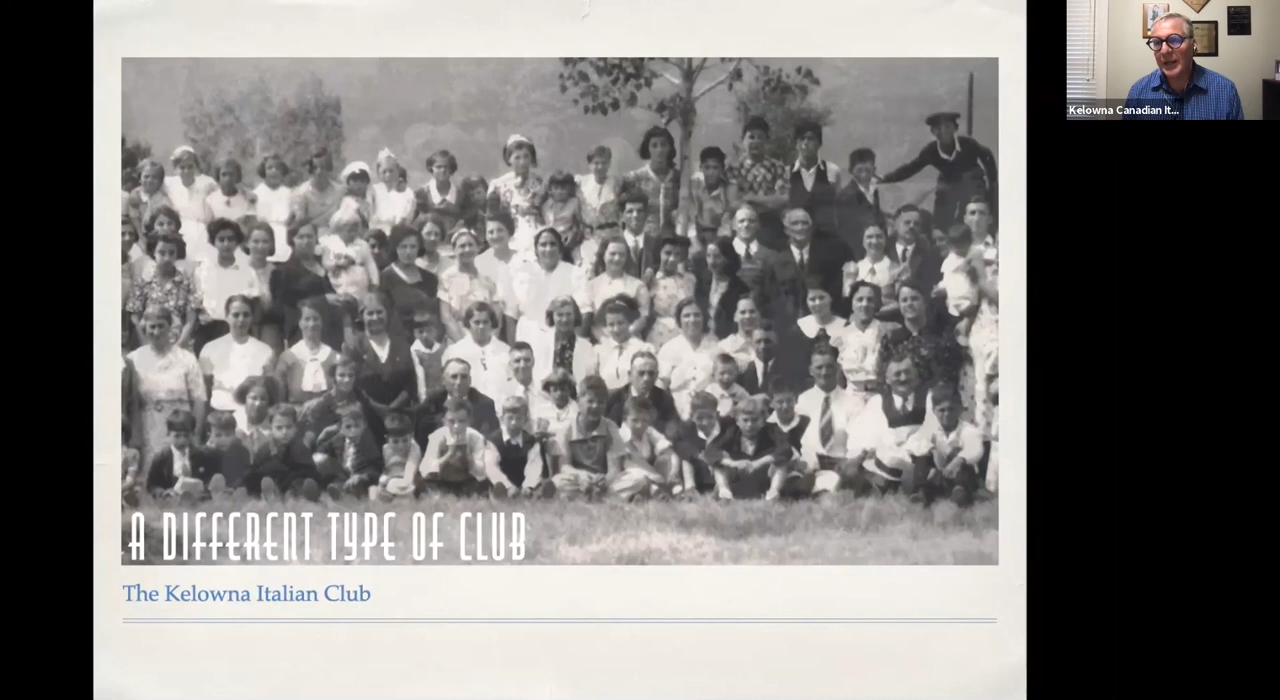 A DIFFERENT TYPE OF CLUB
The Kelowna Italian Club
Kelowna Canadian It...